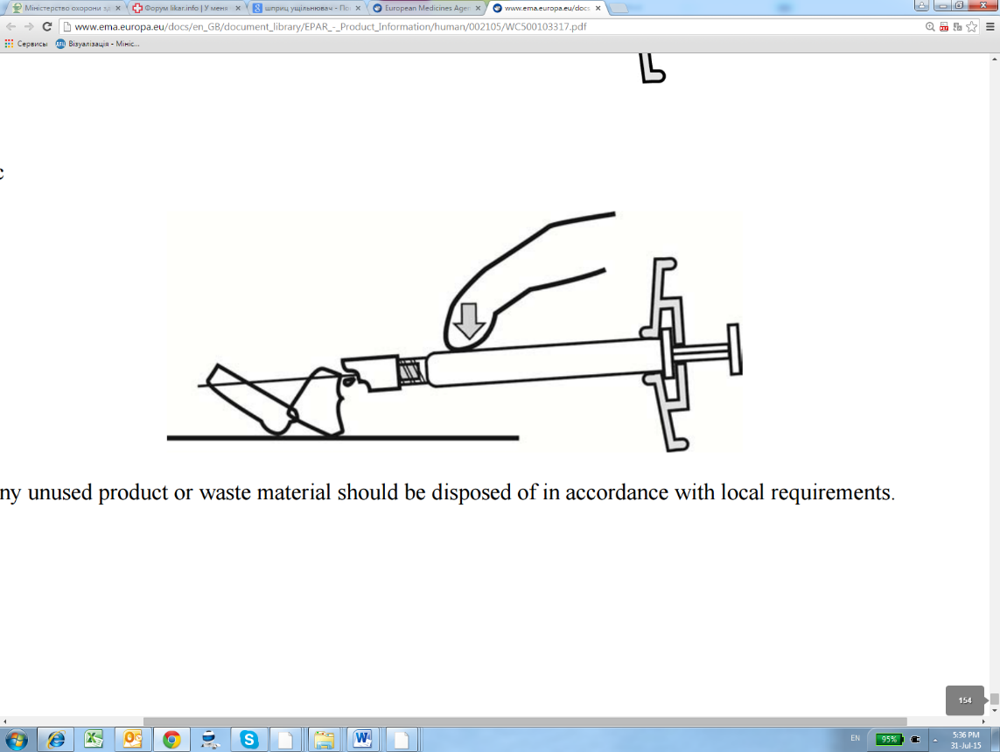 Міністерство охорони зд
Форум likar.info | У меня
шприц ущільнювач - По
European Medicines Agen
www.ema.europa.eu/docs
www.ema.europa.eu/docs/en_GB/document_library/EPAR_-_Product_Information/human/002105/WC500103317.pdf
Сервисы
Візуалізація - Мініс...
c
ny unused product or waste material should be disposed of in accordance with local requirements.
154
EN
95%
5:36 PM
31-Jul-15